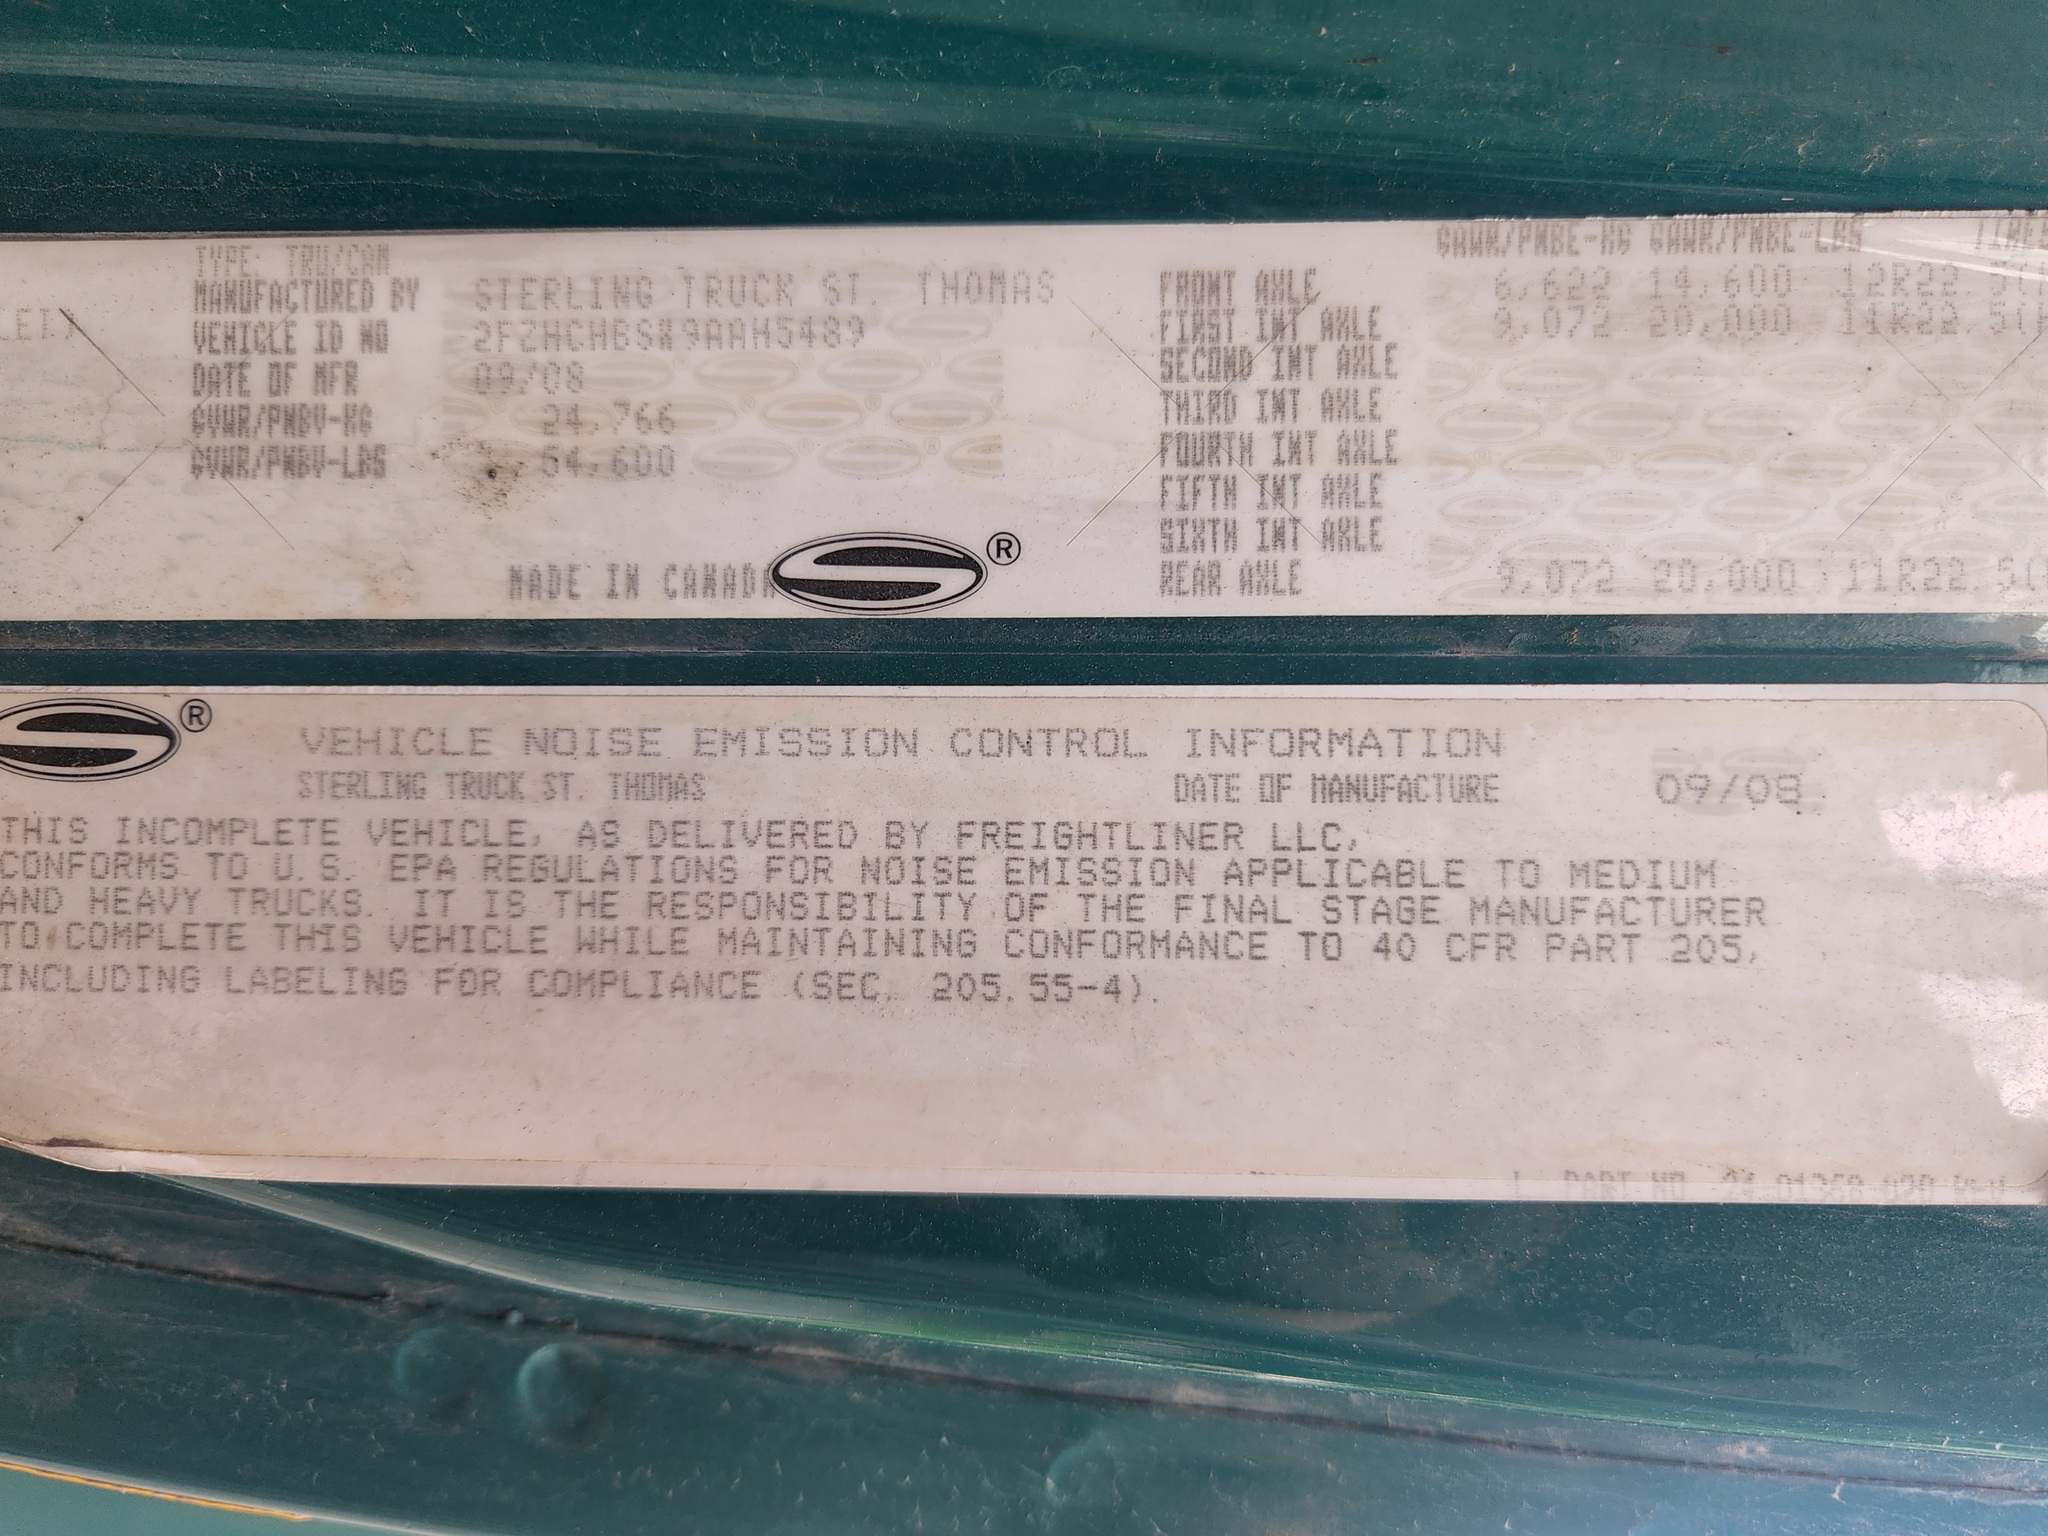 TYPE: TRU/CAM
MANUFACTURED BY STERLING TRUCK ST. THOMAS
VEHICLE ID NO 2FZHCHBSX9AAH5489
DATE OF MFR 09/08
GVWR/PNBV-KG 24,766
GVWR/PNBV-LBS 54,600
MADE IN CANADA
S®
GAWR/PNBE-KG GAWR/PNBE-LBS
FRONT AXLE 6,622 14,600 12R22.5(
FIRST INT AXLE 9,072 20,000 11R22.5(
SECOND INT AXLE
THIRD INT AXLE
FOURTH INT AXLE
FIFTH INT AXLE
SIXTH INT AXLE
REAR AXLE 9,072 20,000 11R22.5(
S®
VEHICLE NOISE EMISSION CONTROL INFORMATION
STERLING TRUCK ST. THOMAS DATE OF MANUFACTURE 09/08
THIS INCOMPLETE VEHICLE, AS DELIVERED BY FREIGHTLINER LLC,
CONFORMS TO U.S. EPA REGULATIONS FOR NOISE EMISSION APPLICABLE TO MEDIUM
AND HEAVY TRUCKS. IT IS THE RESPONSIBILITY OF THE FINAL STAGE MANUFACTURER
TO COMPLETE THIS VEHICLE WHILE MAINTAINING CONFORMANCE TO 40 CFR PART 205,
INCLUDING LABELING FOR COMPLIANCE (SEC. 205.55-4).
PART NO.